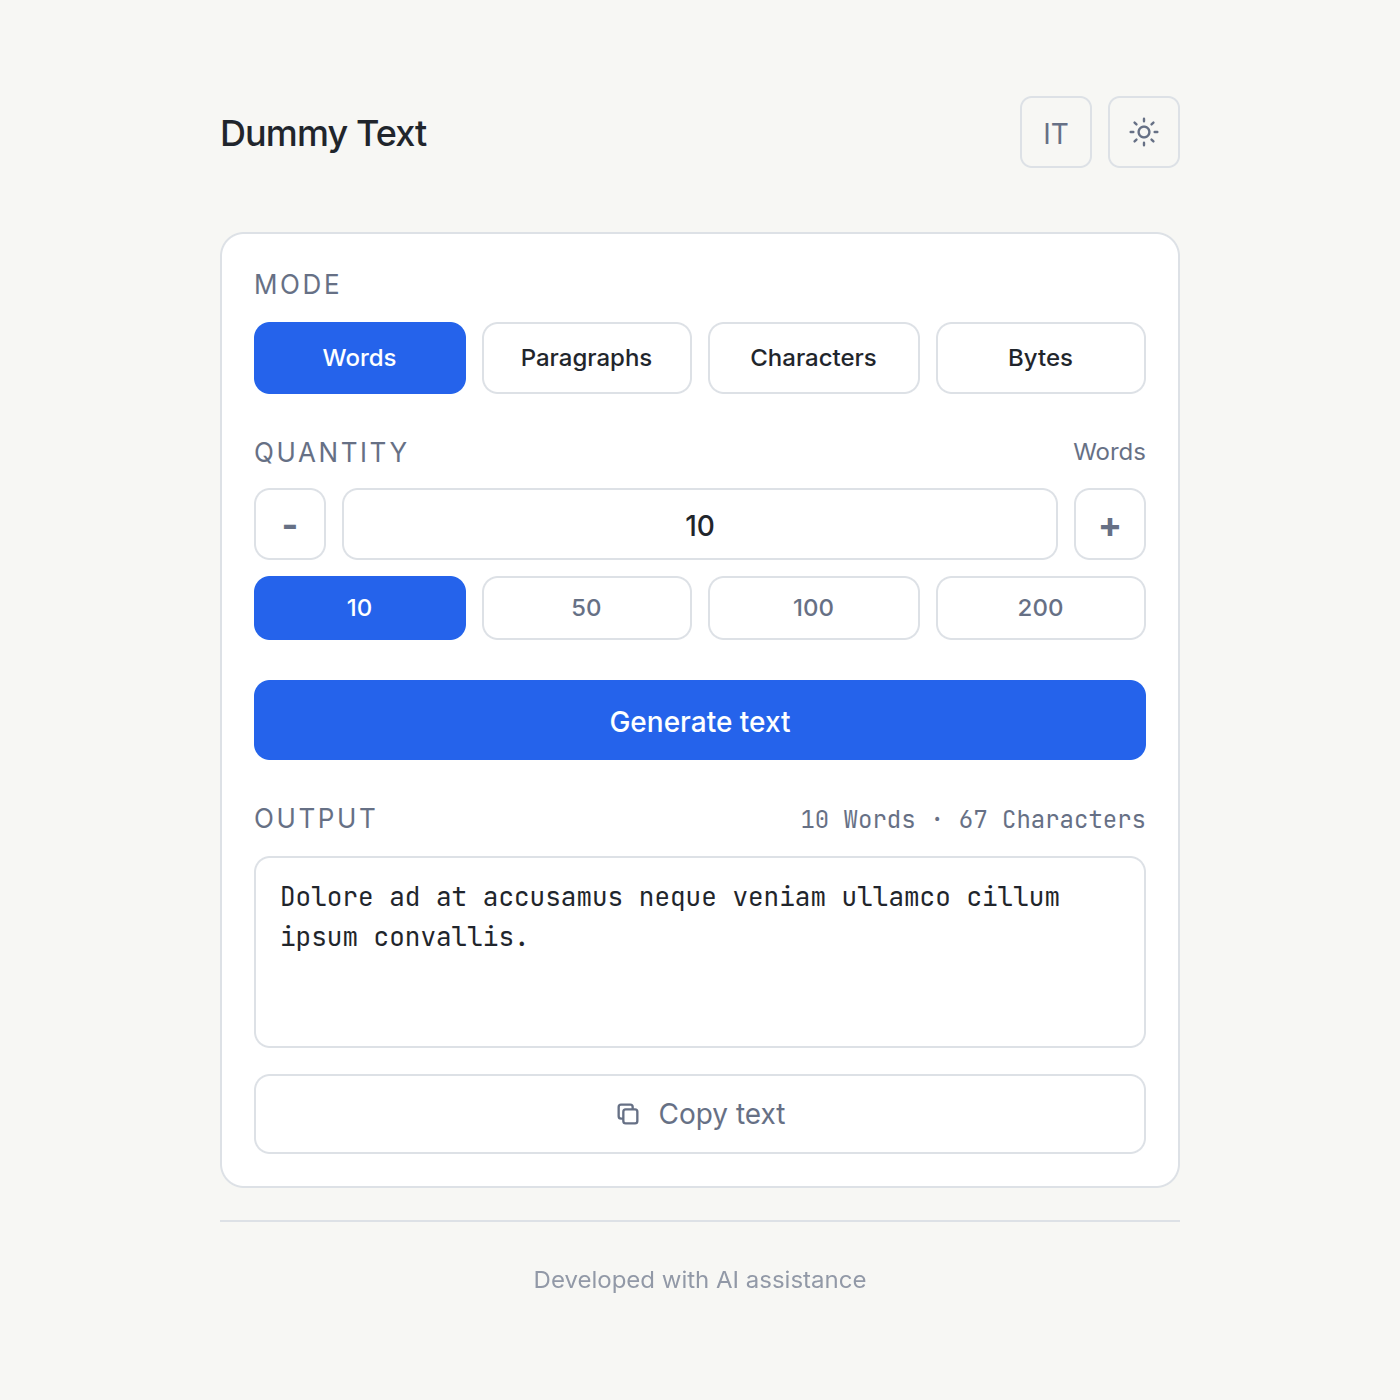 Dummy Text
IT
MODE
Words
Paragraphs
Characters
Bytes
QUANTITY
Words
-
10
+
10
50
100
200
Generate text
OUTPUT
10 Words · 67 Characters
Dolore ad at accusamus neque veniam ullamco cillum
ipsum convallis.
Copy text
Developed with AI assistance